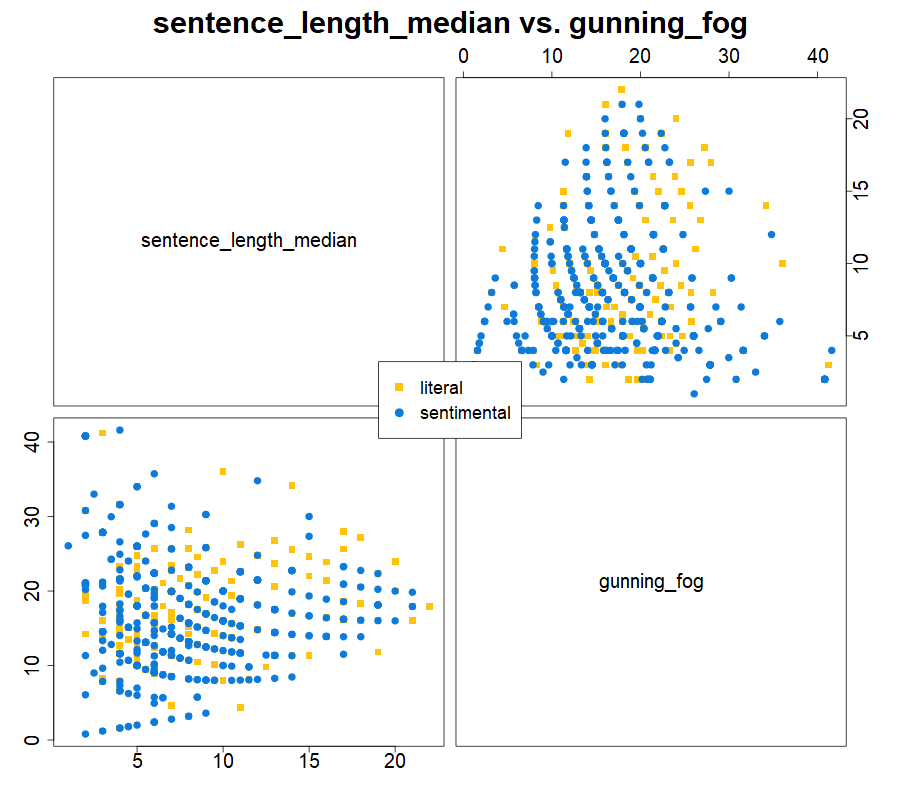 sentence_length_median vs. gunning_fog
0 10 20 30 40
sentence_length_median
5 10 15 20
literal
sentimental
0 10 20 30 40
gunning_fog
5 10 15 20